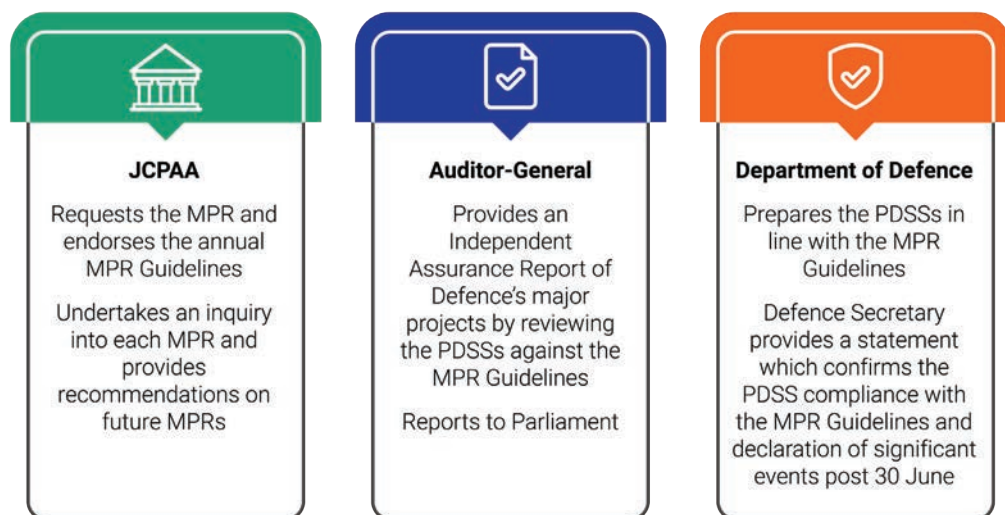 JCPAA
Requests the MPR and
endorses the annual
MPR Guidelines
Undertakes an inquiry
into each MPR and
provides
recommendations on
future MPRs
Auditor-General
Provides an
Independent
Assurance Report of
Defence’s major
projects by reviewing
the PDSSs against the
MPR Guidelines
Reports to Parliament
Department of Defence
Prepares the PDSSs in
line with the MPR
Guidelines
Defence Secretary
provides a statement
which confirms the
PDSS compliance with
the MPR Guidelines and
declaration of significant
events post 30 June